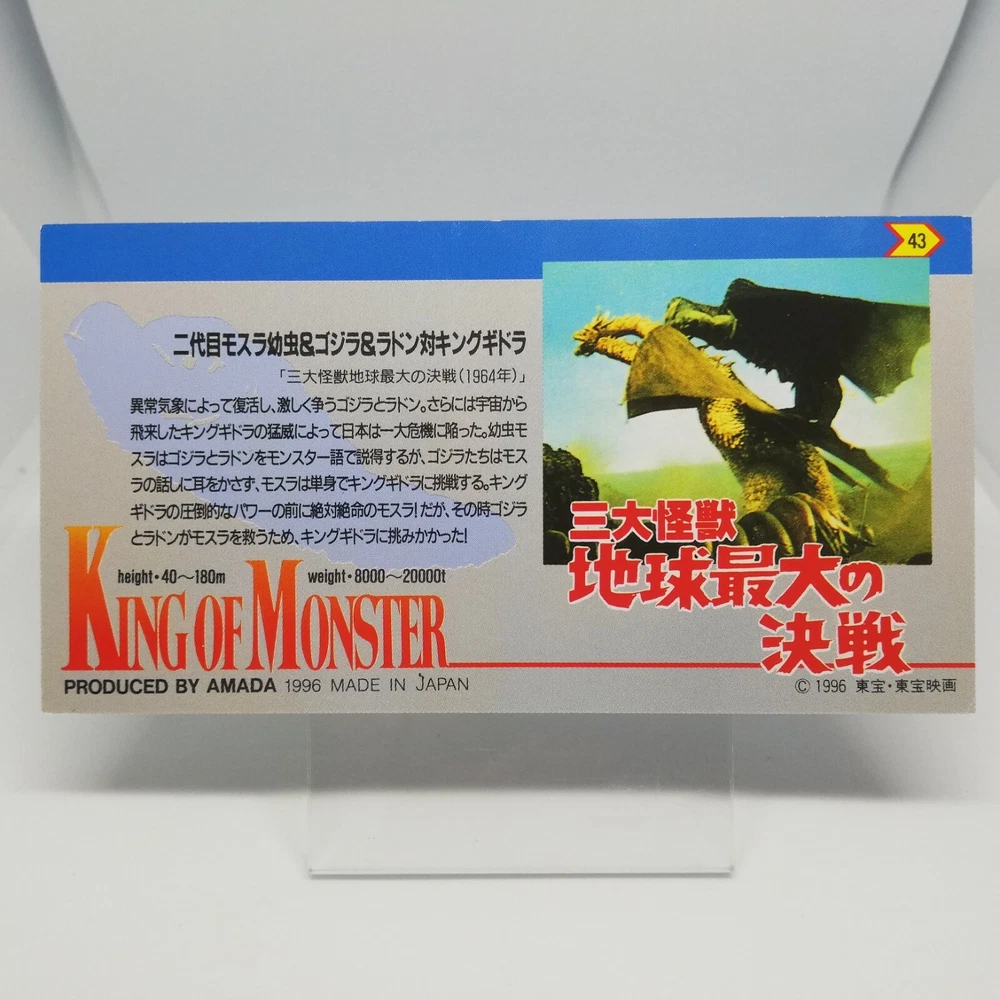 43
二代目モスラ幼虫&ゴジラ&ラドン対キングギドラ
「三大怪獣地球最大の決戦(1964年)」
異常気象によって復活し、激しく争うゴジラとラドン。さらには宇宙から
飛来したキングギドラの猛威によって日本は一大危機に陥った。幼虫モ
スラはゴジラとラドンをモンスター語で説得するが、ゴジラたちはモス
ラの話しに耳をかさず、モスラは単身でキングギドラに挑戦する。キング
ギドラの圧倒的なパワーの前に絶対絶命のモスラ!だが、その時ゴジラ
とラドンがモスラを救うため、キングギドラに挑みかかった!
height・40〜180m weight・8000〜20000t
KING OF MONSTER
PRODUCED BY AMADA 1996 MADE IN JAPAN
三大怪獣
地球最大の
決戦
© 1996 東宝・東宝映画